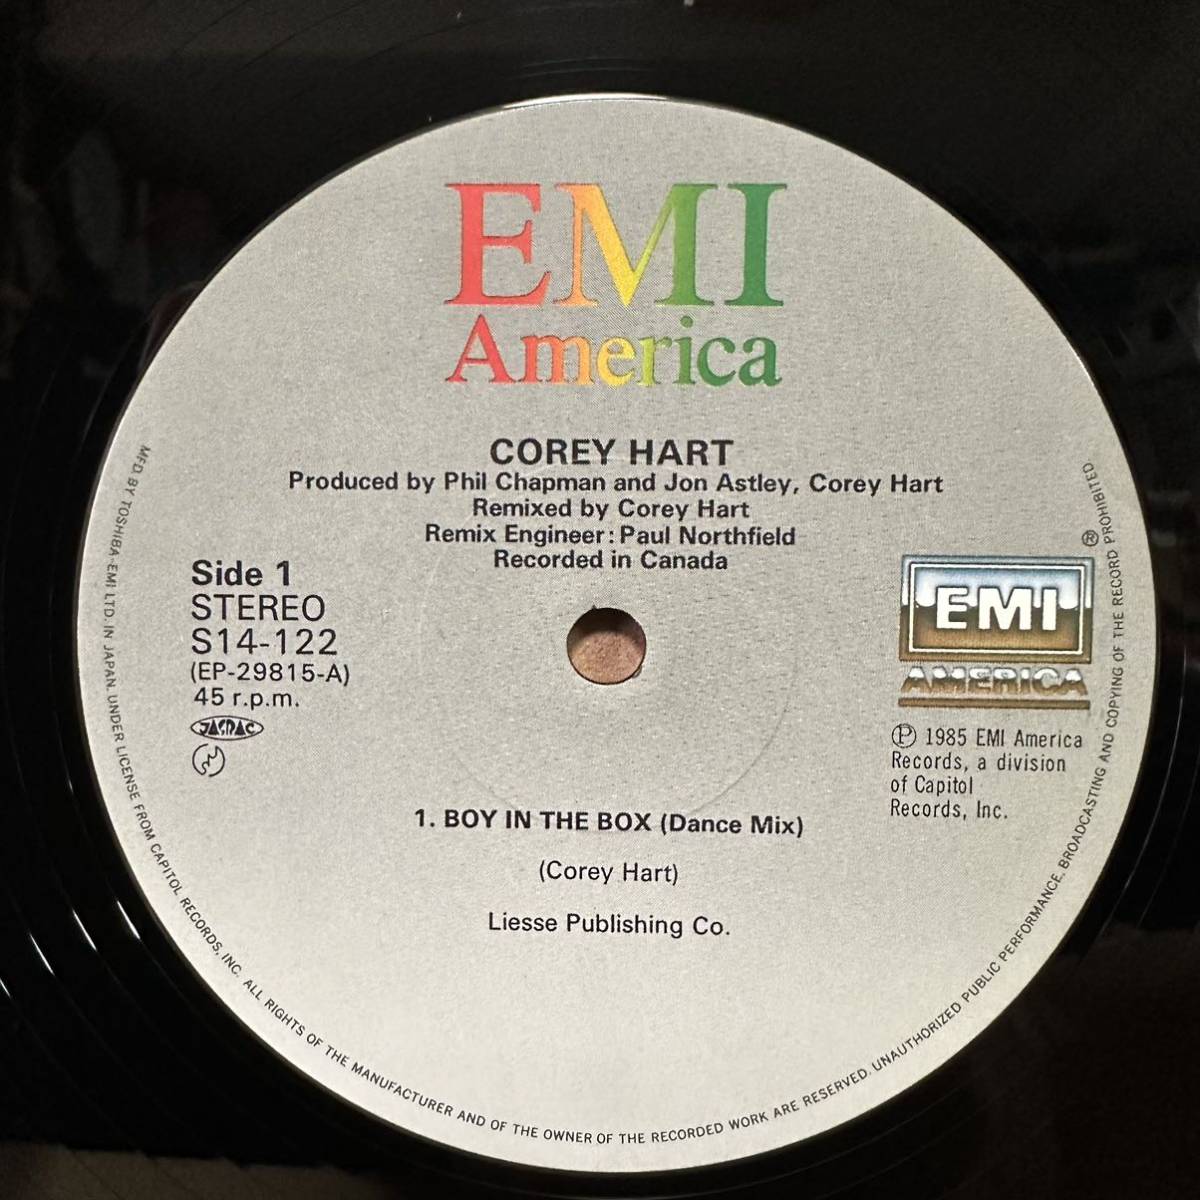 EMI
America
COREY HART
Produced by Phil Chapman and Jon Astley, Corey Hart
Remixed by Corey Hart
Remix Engineer: Paul Northfield
Recorded in Canada
Side 1
STEREO
S14-122
(EP-29815-A)
45 r.p.m.
JASRAC
®
EMI
AMERICA
Ⓟ 1985 EMI America
Records, a division
of Capitol
Records, Inc.
1. BOY IN THE BOX (Dance Mix)
(Corey Hart)
Liesse Publishing Co.
MFD. BY TOSHIBA-EMI LTD. IN JAPAN. UNDER LICENSE FROM CAPITOL RECORDS, INC. ALL RIGHTS OF THE MANUFACTURER AND OF THE OWNER OF THE RECORDED WORK ARE RESERVED. UNAUTHORIZED PUBLIC PERFORMANCE, BROADCASTING AND COPYING OF THE RECORD PROHIBITED.